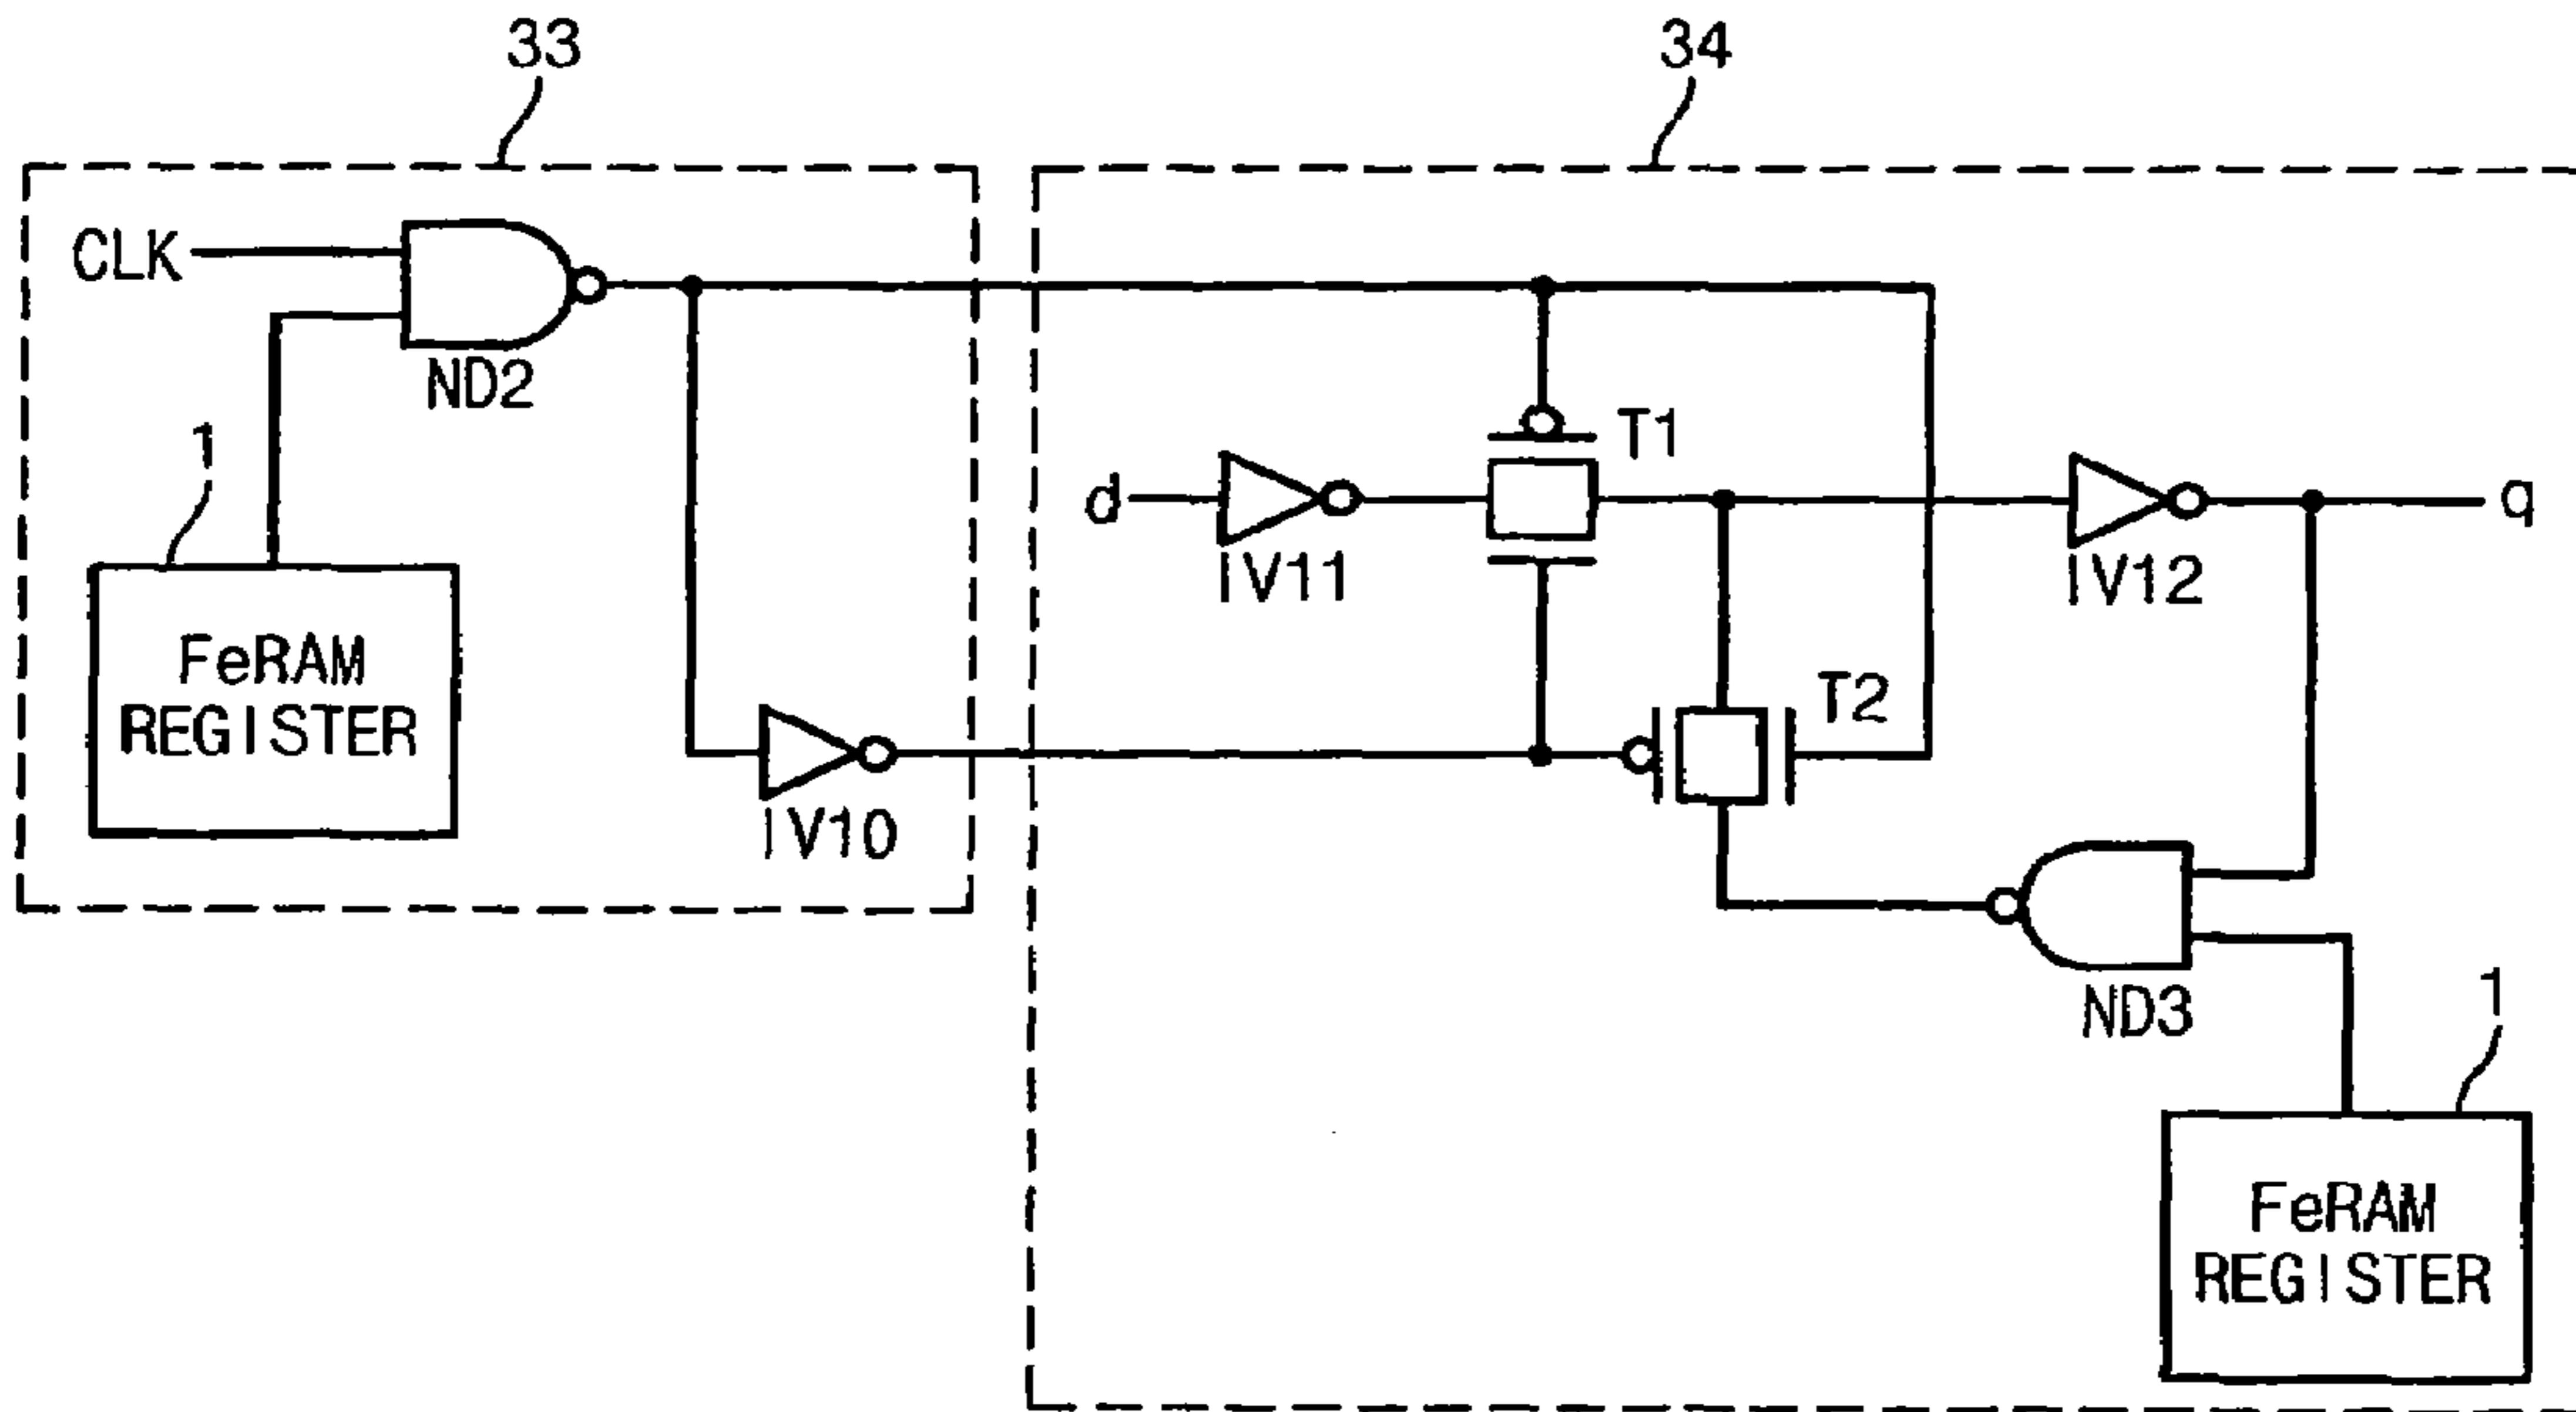 33
34
CLK
ND2
1
FeRAM
REGISTER
IV10
d
IV11
T1
IV12
q
T2
ND3
1
FeRAM
REGISTER